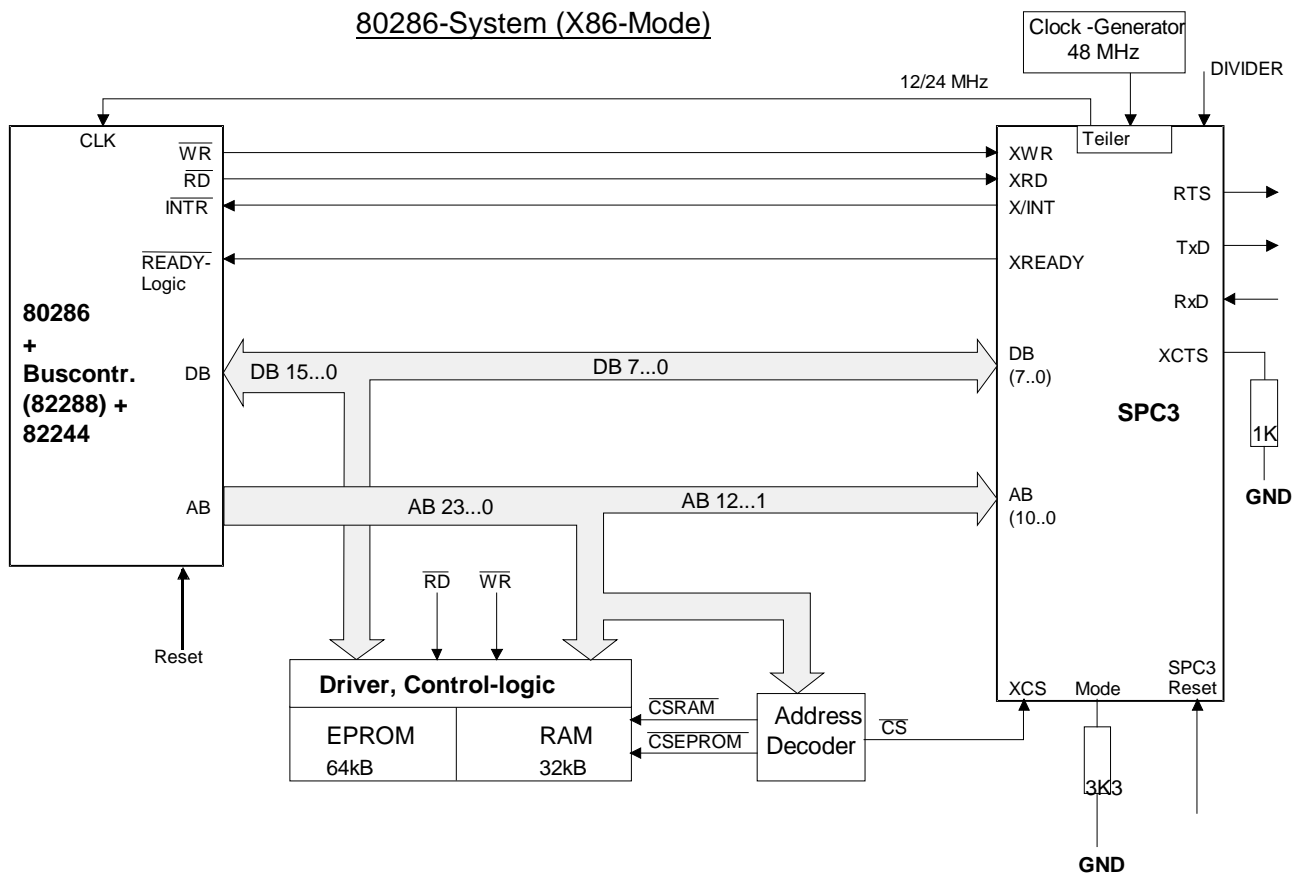 80286-System (X86-Mode)
Clock -Generator
48 MHz
DIVIDER
12/24 MHz
CLK
Teiler
WR
XWR
RD
XRD
INTR
X/INT
RTS
READY-
Logic
XREADY
TxD
RxD
80286
+
Buscontr.
(82288) +
82244
DB
DB 15...0
DB 7...0
DB
(7..0)
XCTS
SPC3
1K
GND
AB
AB 23...0
AB 12...1
AB
(10..0
Reset
RD
WR
Driver, Control-logic
EPROM
64kB
RAM
32kB
CSRAM
CSEPROM
Address
Decoder
CS
XCS
Mode
SPC3
Reset
3K3
GND